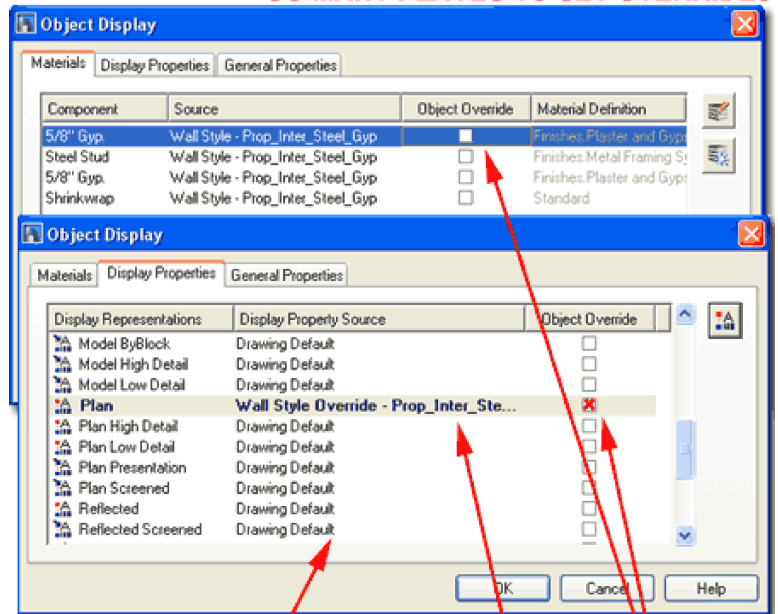 Object Display
Materials Display Properties General Properties
Component Source Object Override Material Definition
5/8" Gyp. Wall Style - Prop_Inter_Steel_Gyp Finishes.Plaster and Gyps
Steel Stud Wall Style - Prop_Inter_Steel_Gyp Finishes.Metal Framing Sy
5/8" Gyp. Wall Style - Prop_Inter_Steel_Gyp Finishes.Plaster and Gyps
Shrinkwrap Wall Style - Prop_Inter_Steel_Gyp Standard
Object Display
Materials Display Properties General Properties
Display Representations Display Property Source Object Override
Model ByBlock Drawing Default
Model High Detail Drawing Default
Model Low Detail Drawing Default
Plan Wall Style Override - Prop_Inter_Ste...
Plan High Detail Drawing Default
Plan Low Detail Drawing Default
Plan Presentation Drawing Default
Plan Screened Drawing Default
Reflected Drawing Default
Reflected Screened Drawing Default
OK Cancel Help